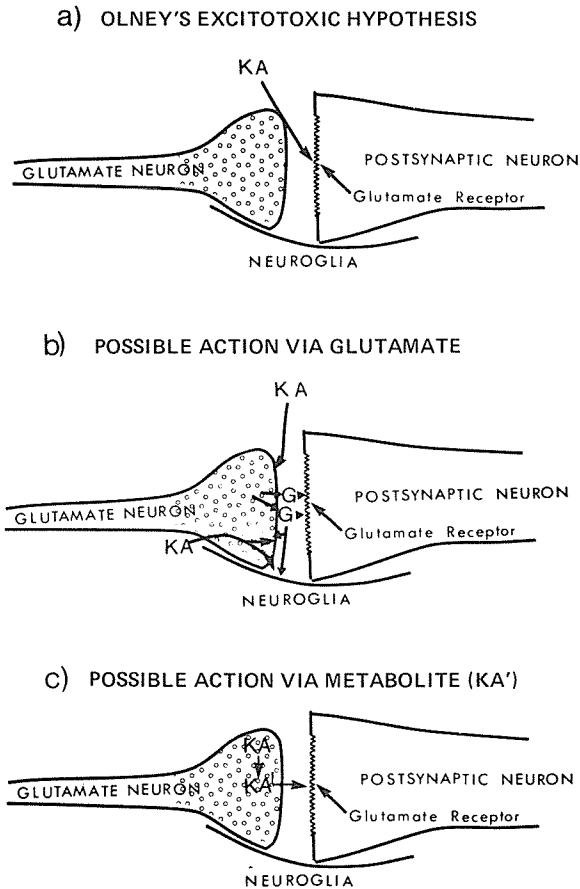 a) OLNEY'S EXCITOTOXIC HYPOTHESIS
KA
GLUTAMATE NEURON
POSTSYNAPTIC NEURON
Glutamate Receptor
NEUROGLIA
b) POSSIBLE ACTION VIA GLUTAMATE
KA
G
POSTSYNAPTIC NEURON
GLUTAMATE NEURON
G
Glutamate Receptor
KA
NEUROGLIA
c) POSSIBLE ACTION VIA METABOLITE (KA')
KA
GLUTAMATE NEURON
KA'
POSTSYNAPTIC NEURON
Glutamate Receptor
NEUROGLIA